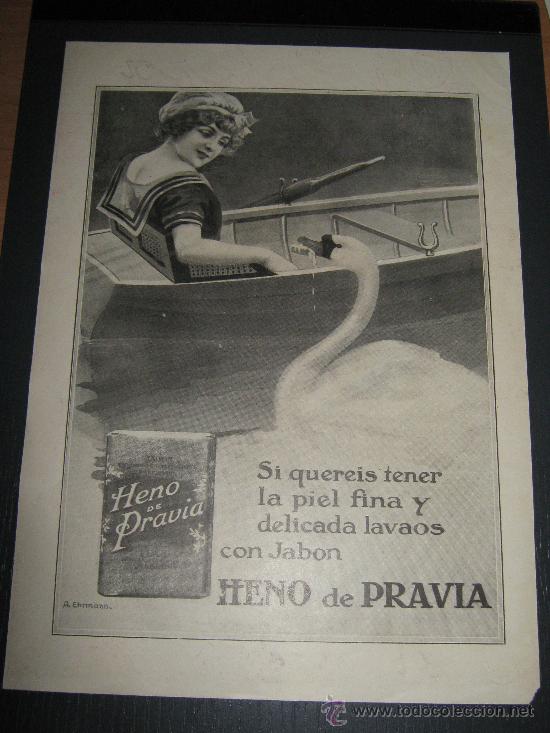 Heno
DE
Pravia
Si quereis tener
la piel fina y
delicada lavaos
con Jabon
HENO de PRAVIA
A. Ehrmann.
www.todocoleccion.net